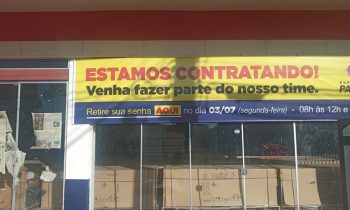 ESTAMOS CONTRATANDO!
Venha fazer parte do nosso time.
Retire sua senha AQUI no dia 03/07 (segunda-feira) - 08h às 12h e